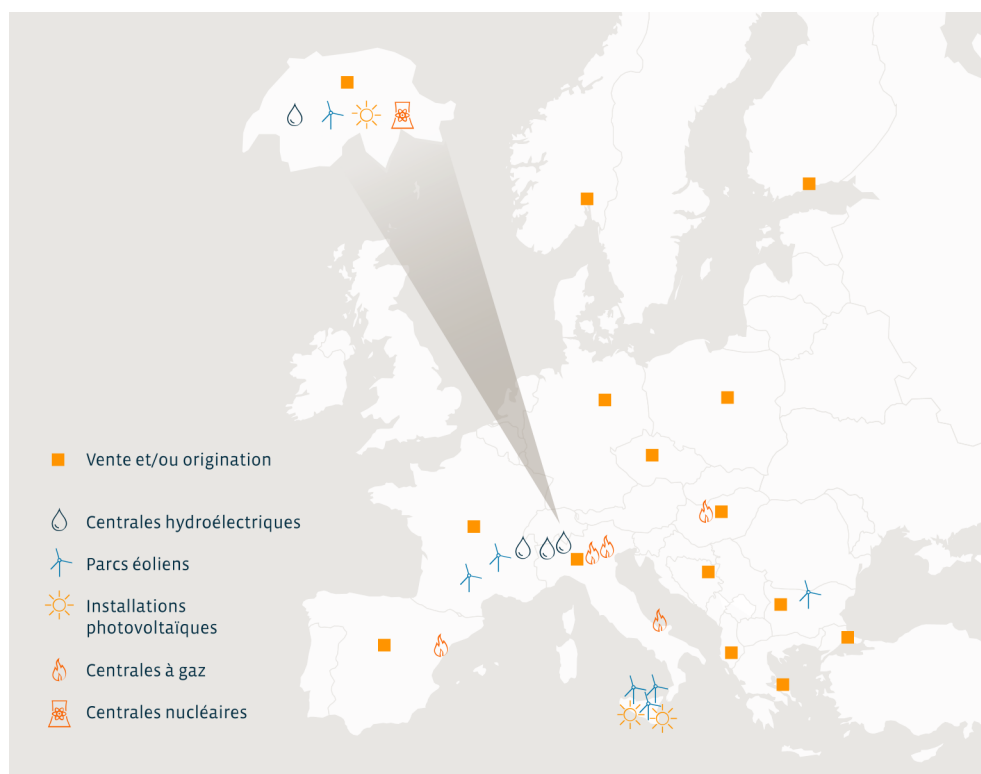 Vente et/ou origination
Centrales hydroélectriques
Parcs éoliens
Installations
photovoltaïques
Centrales à gaz
Centrales nucléaires